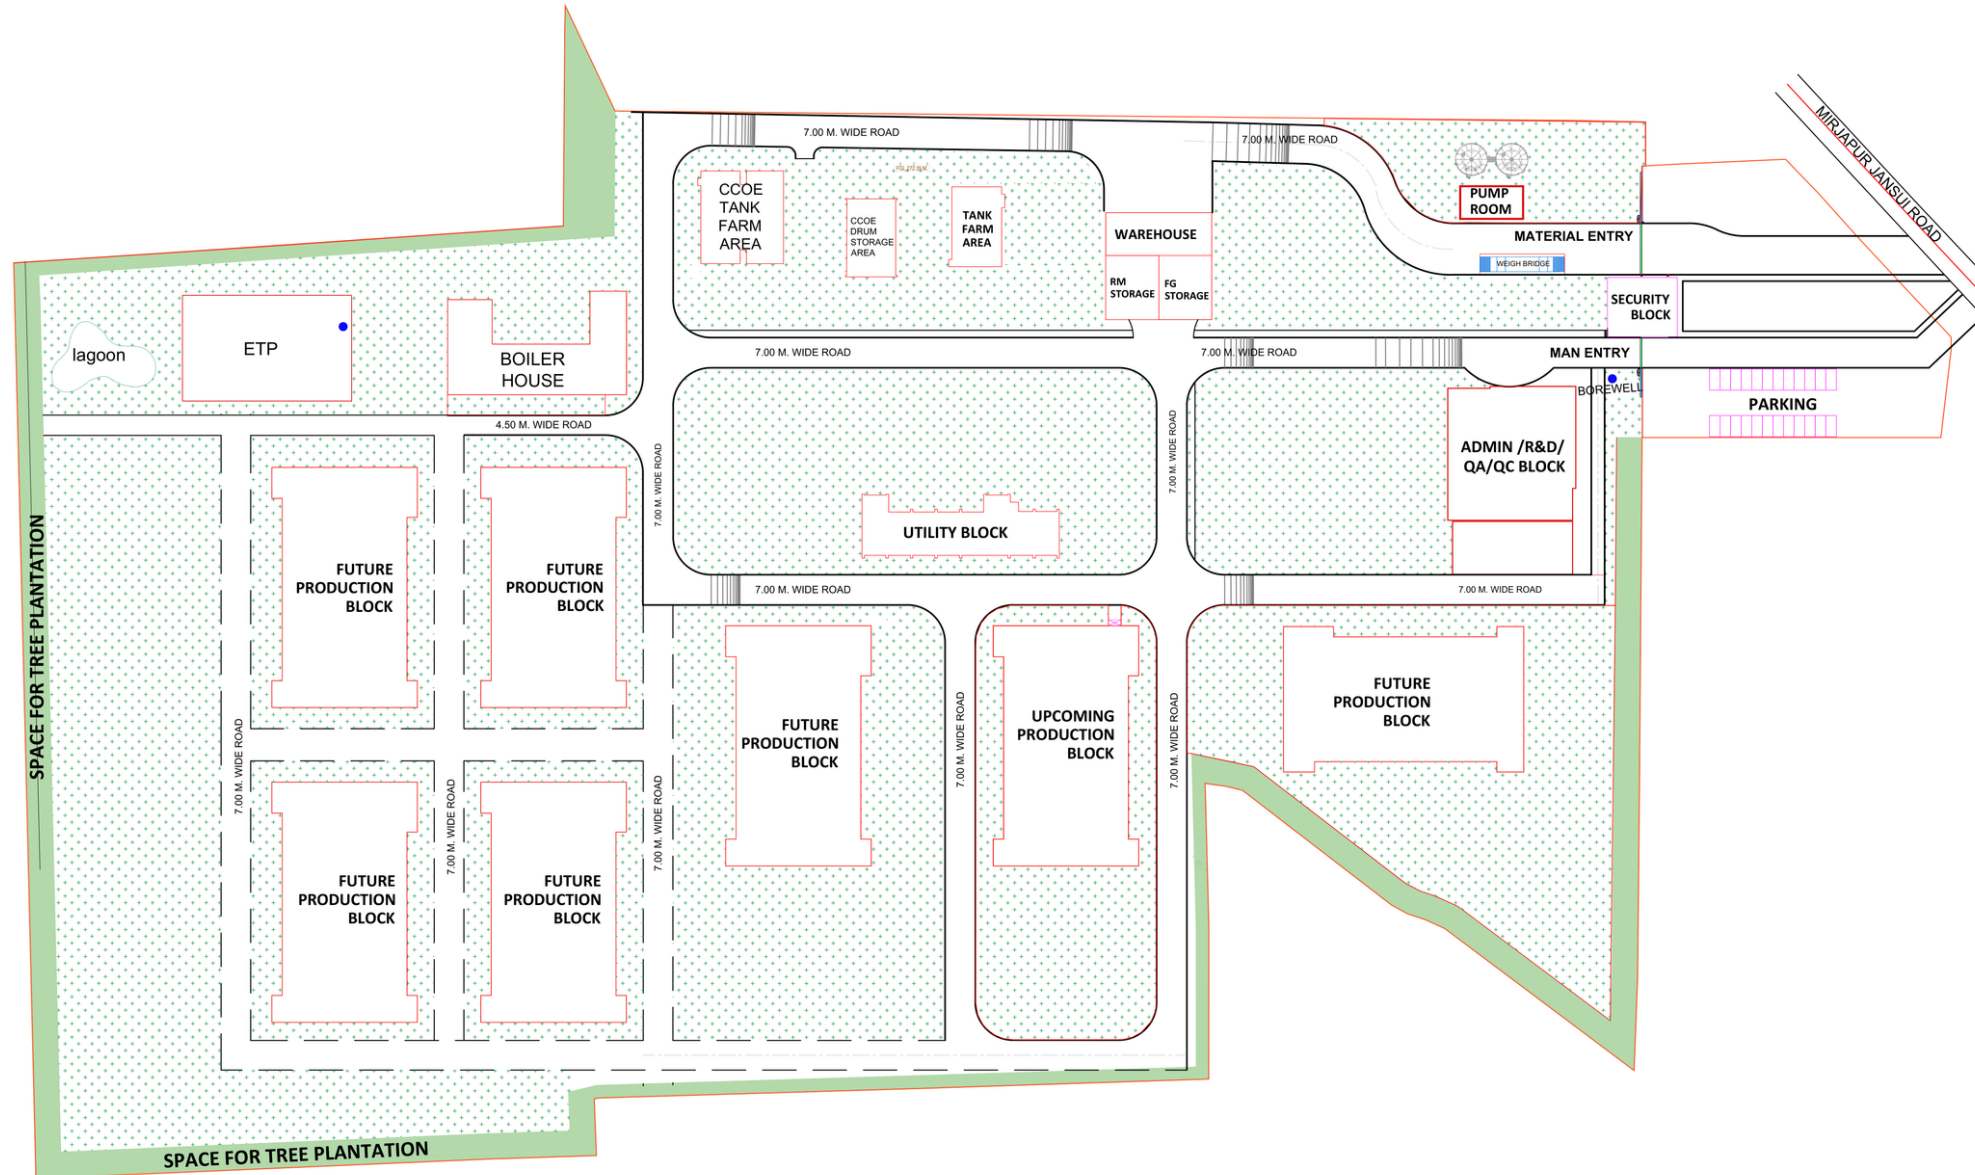 7.00 M. WIDE ROAD
7.00 M. WIDE ROAD
MIRJAPUR JANSUI ROAD
CCOE
TANK
FARM
AREA
CCOE
DRUM
STORAGE
AREA
TANK
FARM
AREA
WAREHOUSE
RM
STORAGE
FG
STORAGE
PUMP
ROOM
MATERIAL ENTRY
WEIGH BRIDGE
SECURITY
BLOCK
lagoon
ETP
BOILER
HOUSE
7.00 M. WIDE ROAD
7.00 M. WIDE ROAD
MAN ENTRY
BOREWELL
PARKING
4.50 M. WIDE ROAD
7.00 M. WIDE ROAD
7.00 M. WIDE ROAD
ADMIN /R&D/
QA/QC BLOCK
UTILITY BLOCK
SPACE FOR TREE PLANTATION
FUTURE
PRODUCTION
BLOCK
FUTURE
PRODUCTION
BLOCK
7.00 M. WIDE ROAD
7.00 M. WIDE ROAD
FUTURE
PRODUCTION
BLOCK
UPCOMING
PRODUCTION
BLOCK
FUTURE
PRODUCTION
BLOCK
7.00 M. WIDE ROAD
7.00 M. WIDE ROAD
7.00 M. WIDE ROAD
7.00 M. WIDE ROAD
7.00 M. WIDE ROAD
FUTURE
PRODUCTION
BLOCK
FUTURE
PRODUCTION
BLOCK
SPACE FOR TREE PLANTATION